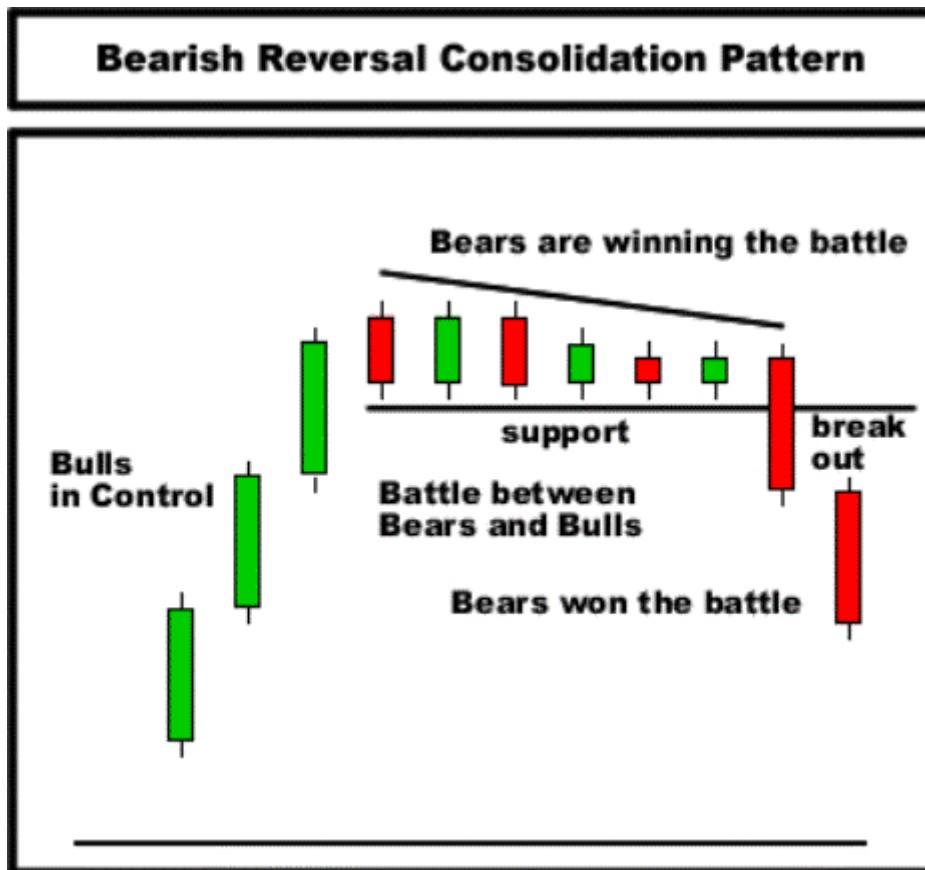 Bearish Reversal Consolidation Pattern
Bears are winning the battle
support
break
out
Bulls
in Control
Battle between
Bears and Bulls
Bears won the battle